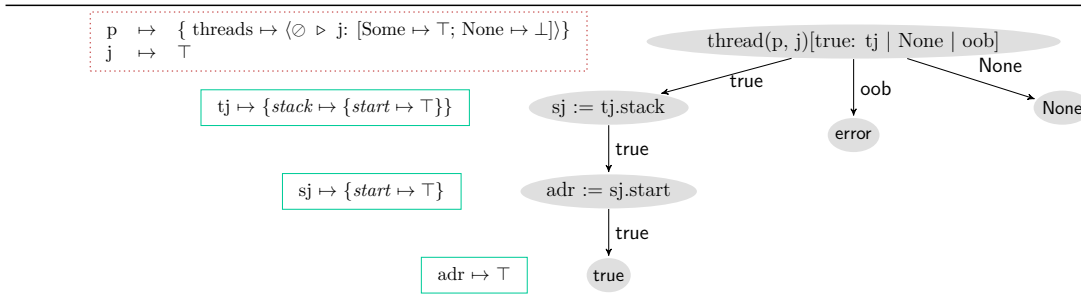 p ↦ { threads ↦ ⟨⊘ ▹ j: [Some ↦ ⊤; None ↦ ⊥]⟩}
j ↦ ⊤
thread(p, j)[true: tj | None | oob]
true
oob
None
tj ↦ {stack ↦ {start ↦ ⊤}}
sj := tj.stack
error
None
true
sj ↦ {start ↦ ⊤}
adr := sj.start
true
adr ↦ ⊤
true